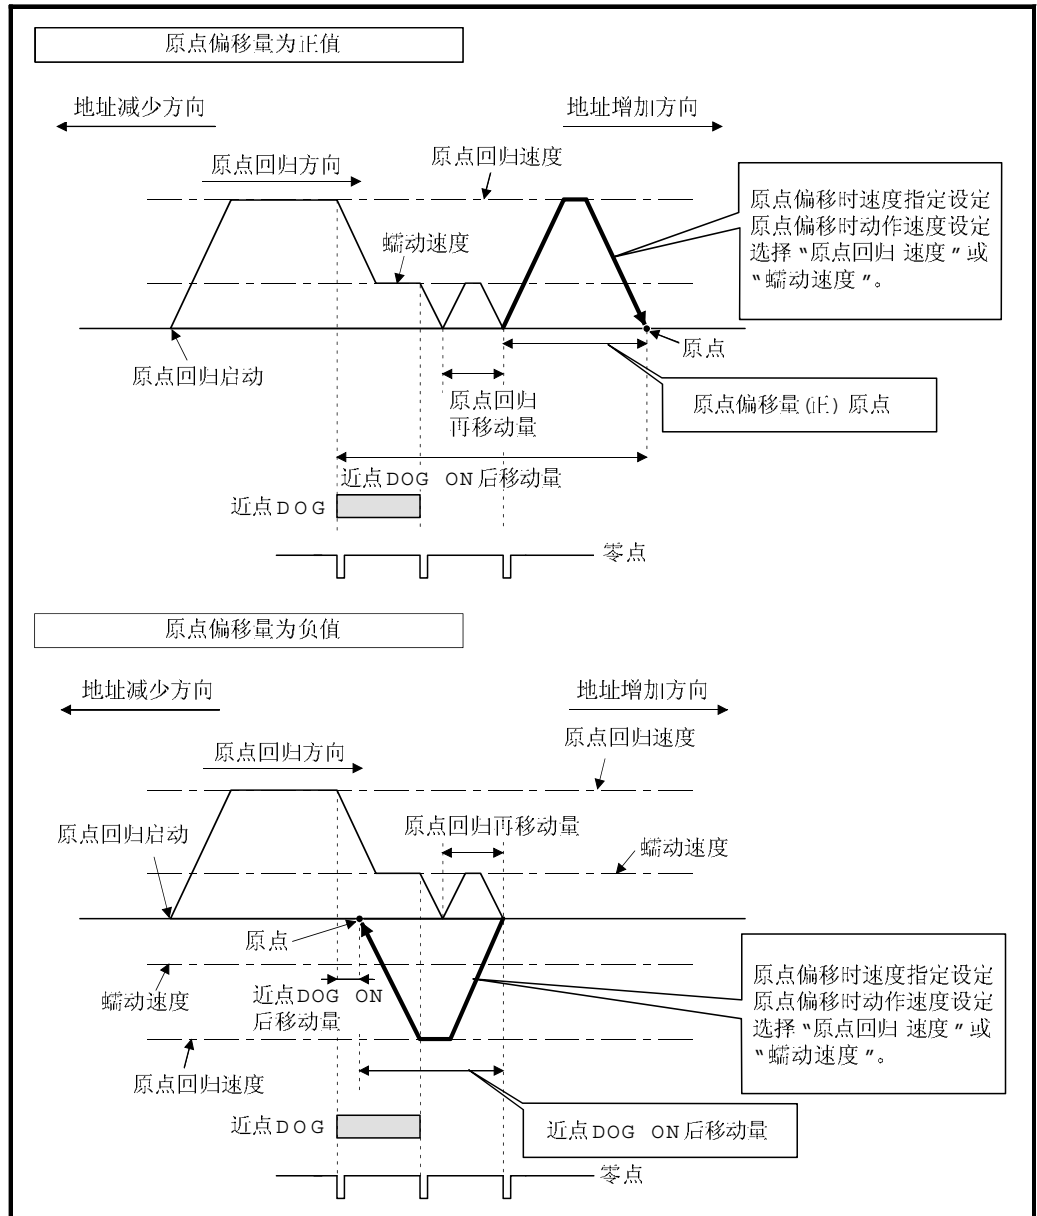 原点偏移量为正值
地址减少方向
地址增加方向
原点回归方向
原点回归速度
原点偏移时速度指定设定
原点偏移时动作速度设定
选择“原点回归 速度”或
“蠕动速度”。
蠕动速度
原点
原点回归启动
原点回归
再移动量
原点偏移量(正) 原点
近点DOG ON后移动量
近点DOG
零点
原点偏移量为负值
地址减少方向
地址增加方向
原点回归速度
原点回归方向
原点回归启动
原点回归再移动量
蠕动速度
原点
蠕动速度
近点DOG ON
后移动量
原点偏移时速度指定设定
原点偏移时动作速度设定
选择“原点回归 速度”或
“蠕动速度”。
原点回归速度
近点DOG
近点DOG ON后移动量
零点